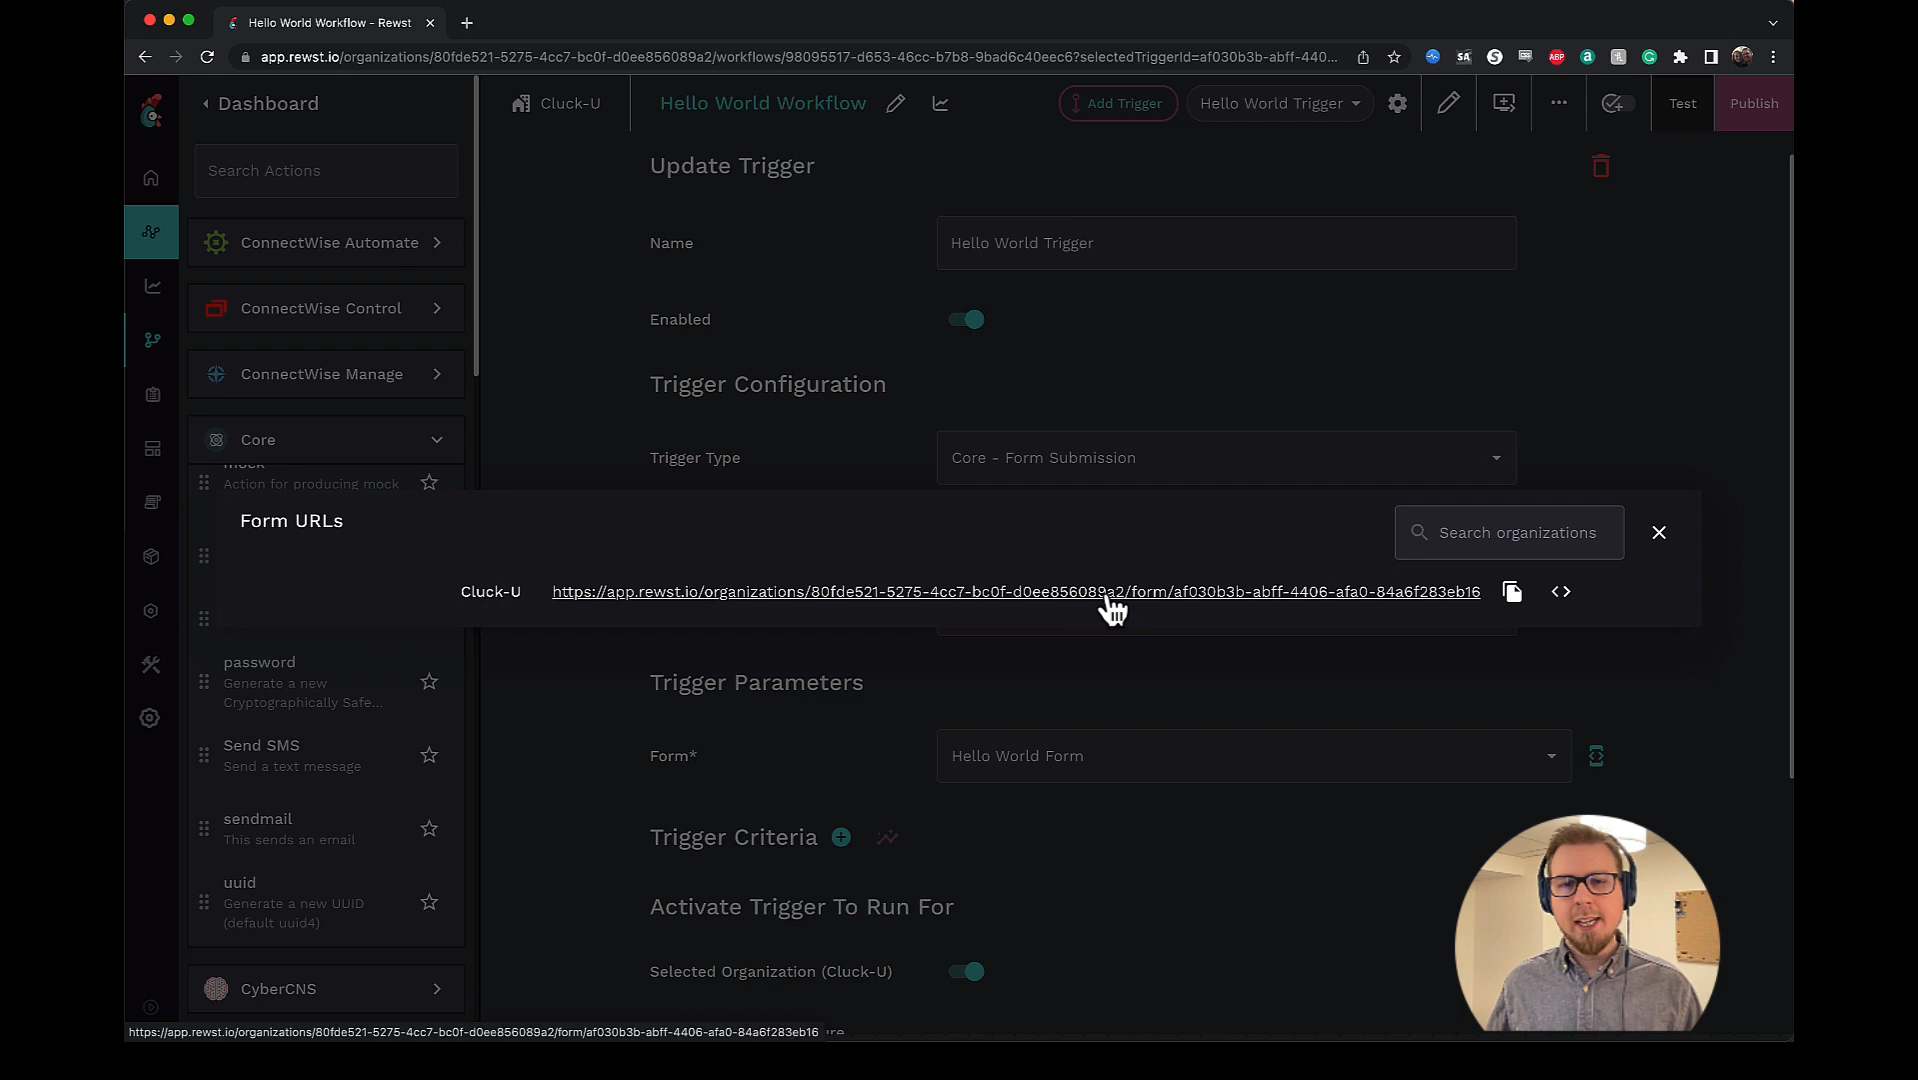 Hello World Workflow - Rewst
app.rewst.io/organizations/80fde521-5275-4cc7-bc0f-d0ee856089a2/workflows/98095517-d653-46cc-b7b8-9bad6c40eec6?selectedTriggerId=af030b3b-abff-440...
Dashboard
Cluck-U
Hello World Workflow
Add Trigger
Hello World Trigger
Test
Publish
Search Actions
ConnectWise Automate
ConnectWise Control
ConnectWise Manage
Core
mock
Action for producing mock
password
Generate a new
Cryptographically Safe...
Send SMS
Send a text message
sendmail
This sends an email
uuid
Generate a new UUID
(default uuid4)
CyberCNS
Update Trigger
Name
Hello World Trigger
Enabled
Trigger Configuration
Trigger Type
Core - Form Submission
Form URLs
Search organizations
Cluck-U
https://app.rewst.io/organizations/80fde521-5275-4cc7-bc0f-d0ee856089a2/form/af030b3b-abff-4406-afa0-84a6f283eb16
Trigger Parameters
Form*
Hello World Form
Trigger Criteria
Activate Trigger To Run For
Selected Organization (Cluck-U)
https://app.rewst.io/organizations/80fde521-5275-4cc7-bc0f-d0ee856089a2/form/af030b3b-abff-4406-afa0-84a6f283eb16